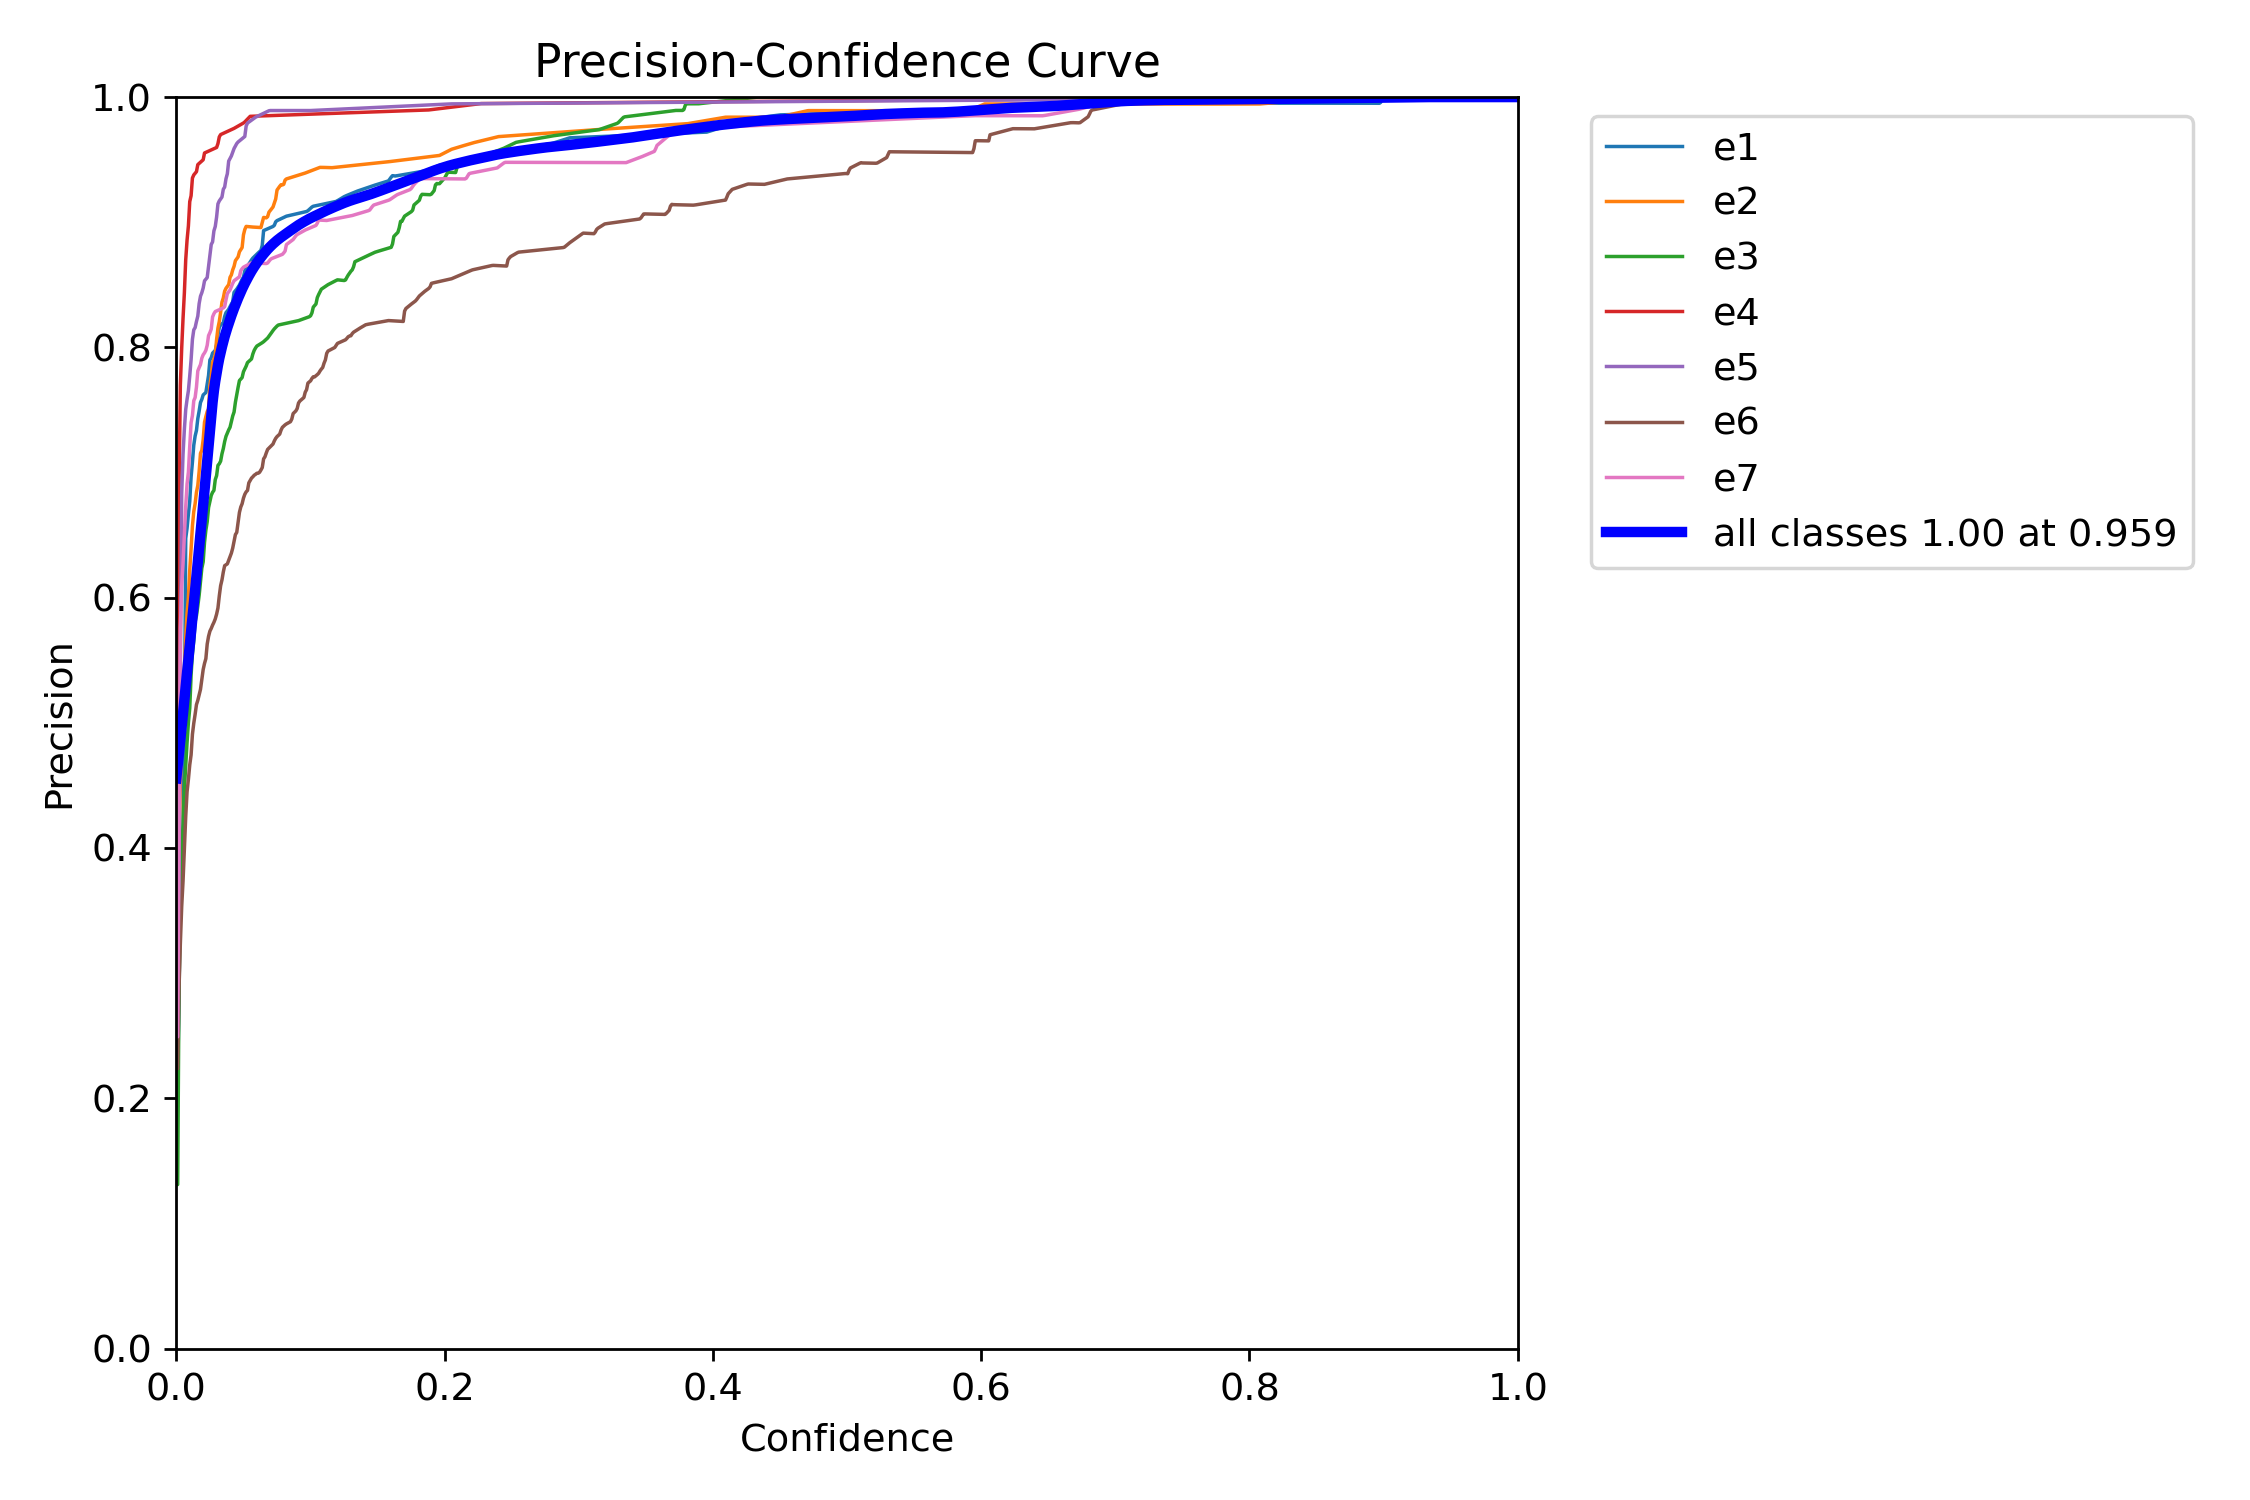 Precision-Confidence Curve
1.0
0.8
0.6
0.4
0.2
0.0
Precision
0.0 0.2 0.4 0.6 0.8 1.0
Confidence
e1
e2
e3
e4
e5
e6
e7
all classes 1.00 at 0.959